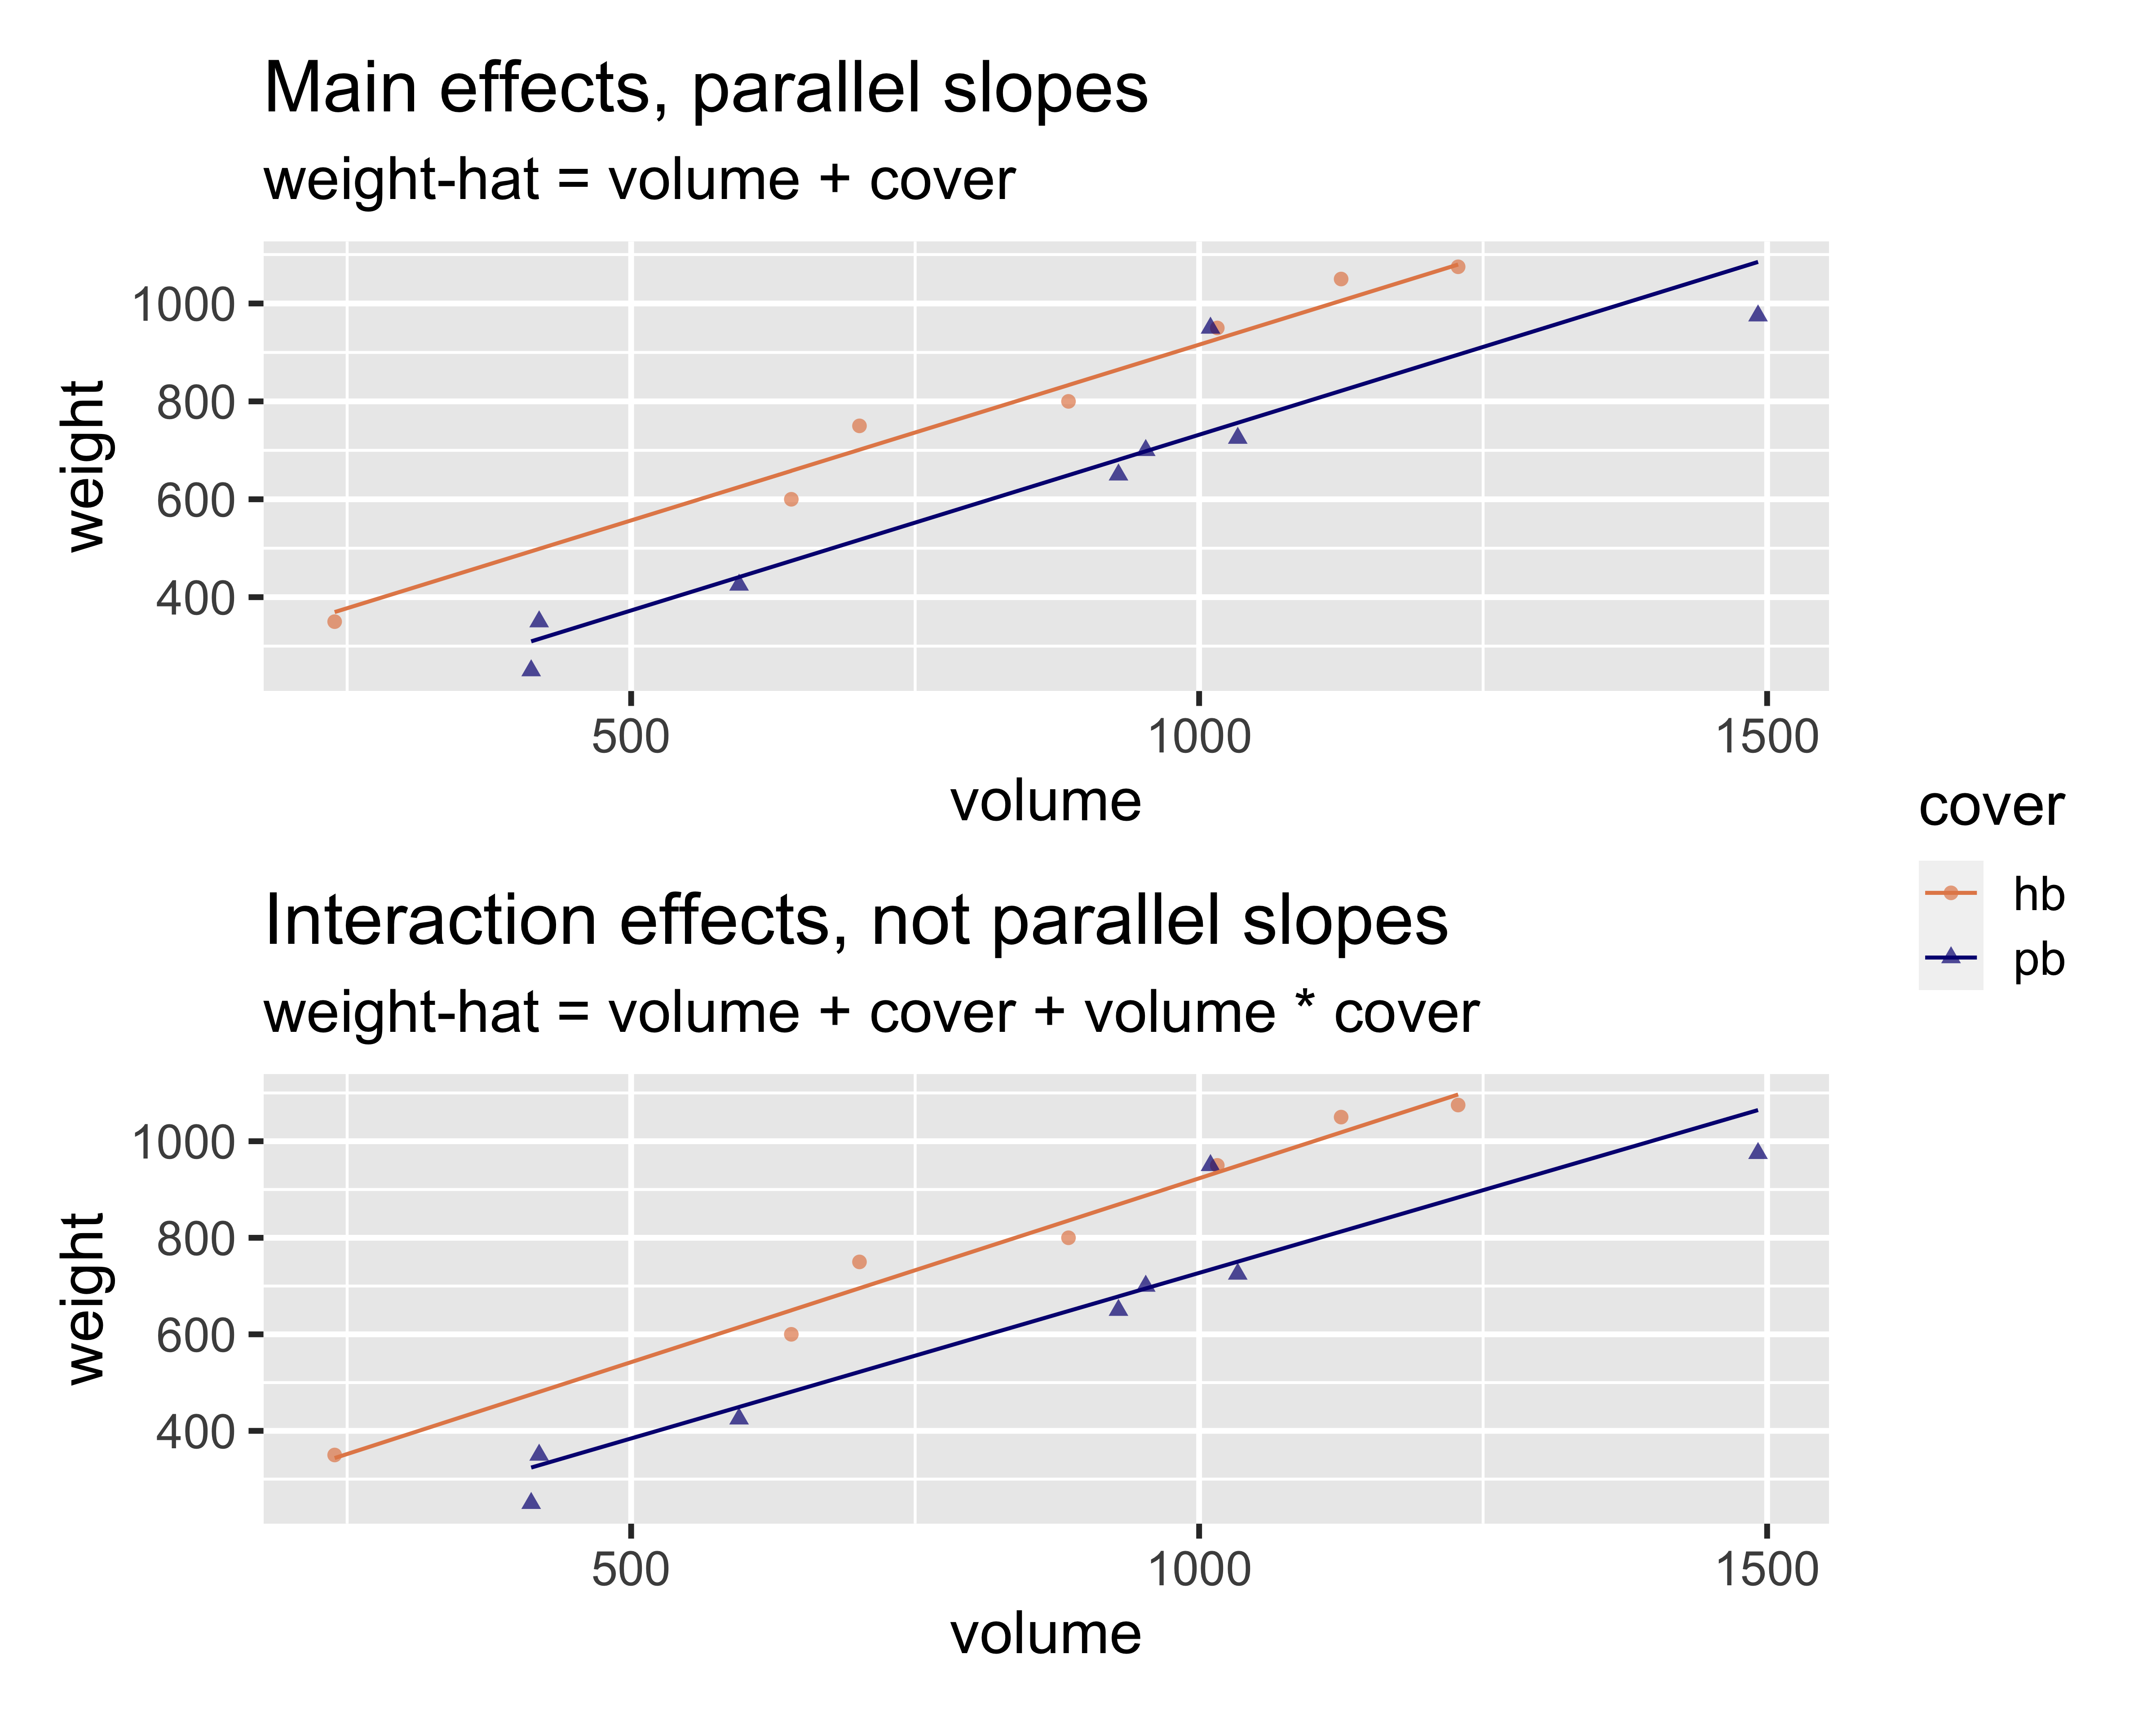 Main effects, parallel slopes
weight-hat = volume + cover
weight
1000
800
600
400
500 1000 1500
volume
cover
hb
pb
Interaction effects, not parallel slopes
weight-hat = volume + cover + volume * cover
weight
1000
800
600
400
500 1000 1500
volume